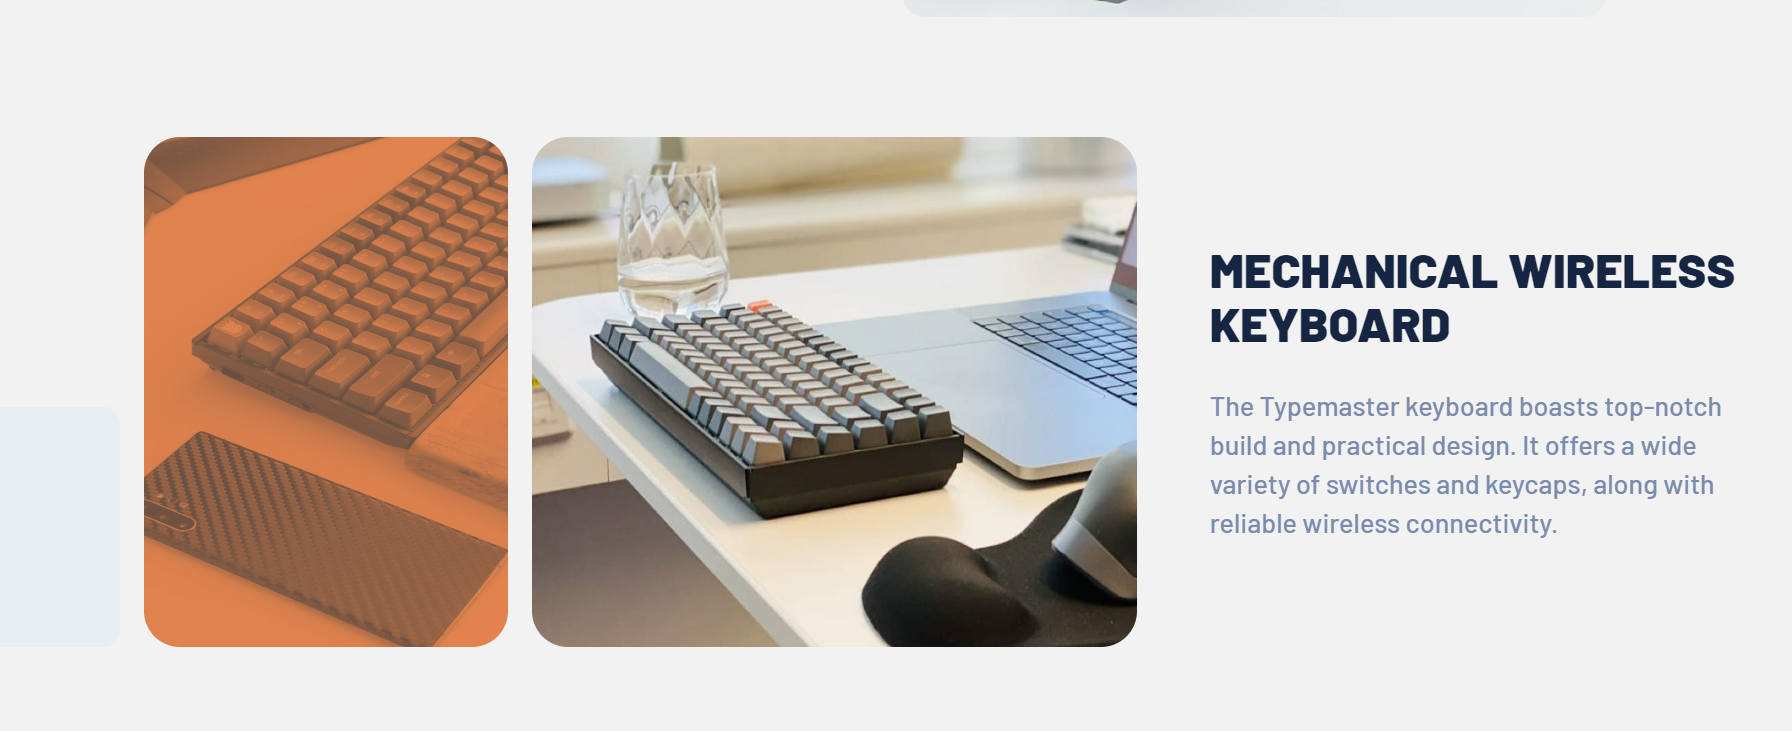 MECHANICAL WIRELESS
KEYBOARD
The Typemaster keyboard boasts top-notch
build and practical design. It offers a wide
variety of switches and keycaps, along with
reliable wireless connectivity.